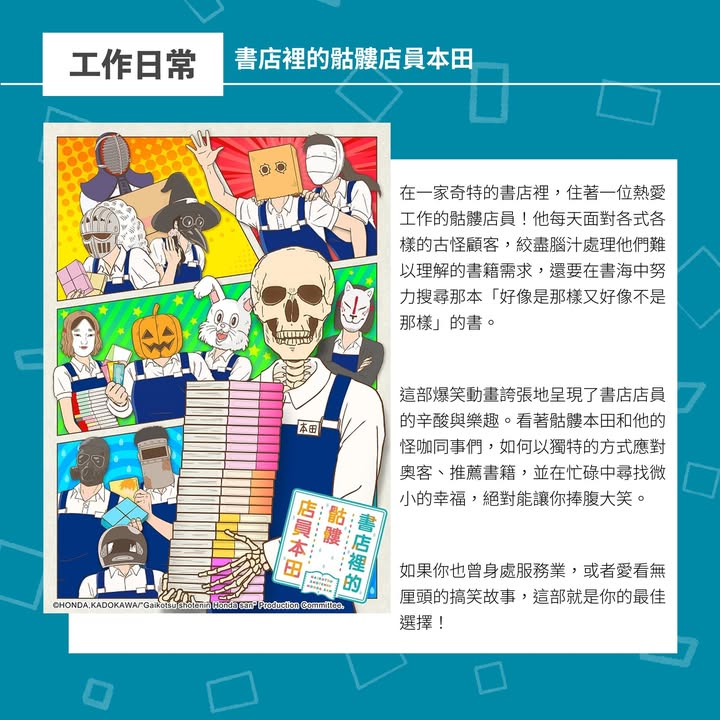 工作日常
書店裡的骷髏店員本田
本田
書店裡的
骷髏
店員本田
©HONDA.KADOKAWA/"Gaikotsu shotenin Honda san" Production Committee.
在一家奇特的書店裡，住著一位熱愛
工作的骷髏店員！他每天面對各式各
樣的古怪顧客，絞盡腦汁處理他們難
以理解的書籍需求，還要在書海中努
力搜尋那本「好像是那樣又好像不是
那樣」的書。
這部爆笑動畫誇張地呈現了書店店員
的辛酸與樂趣。看著骷髏本田和他的
怪咖同事們，如何以獨特的方式應對
奧客、推薦書籍，並在忙碌中尋找微
小的幸福，絕對能讓你捧腹大笑。
如果你也曾身處服務業，或者愛看無
厘頭的搞笑故事，這部就是你的最佳
選擇！